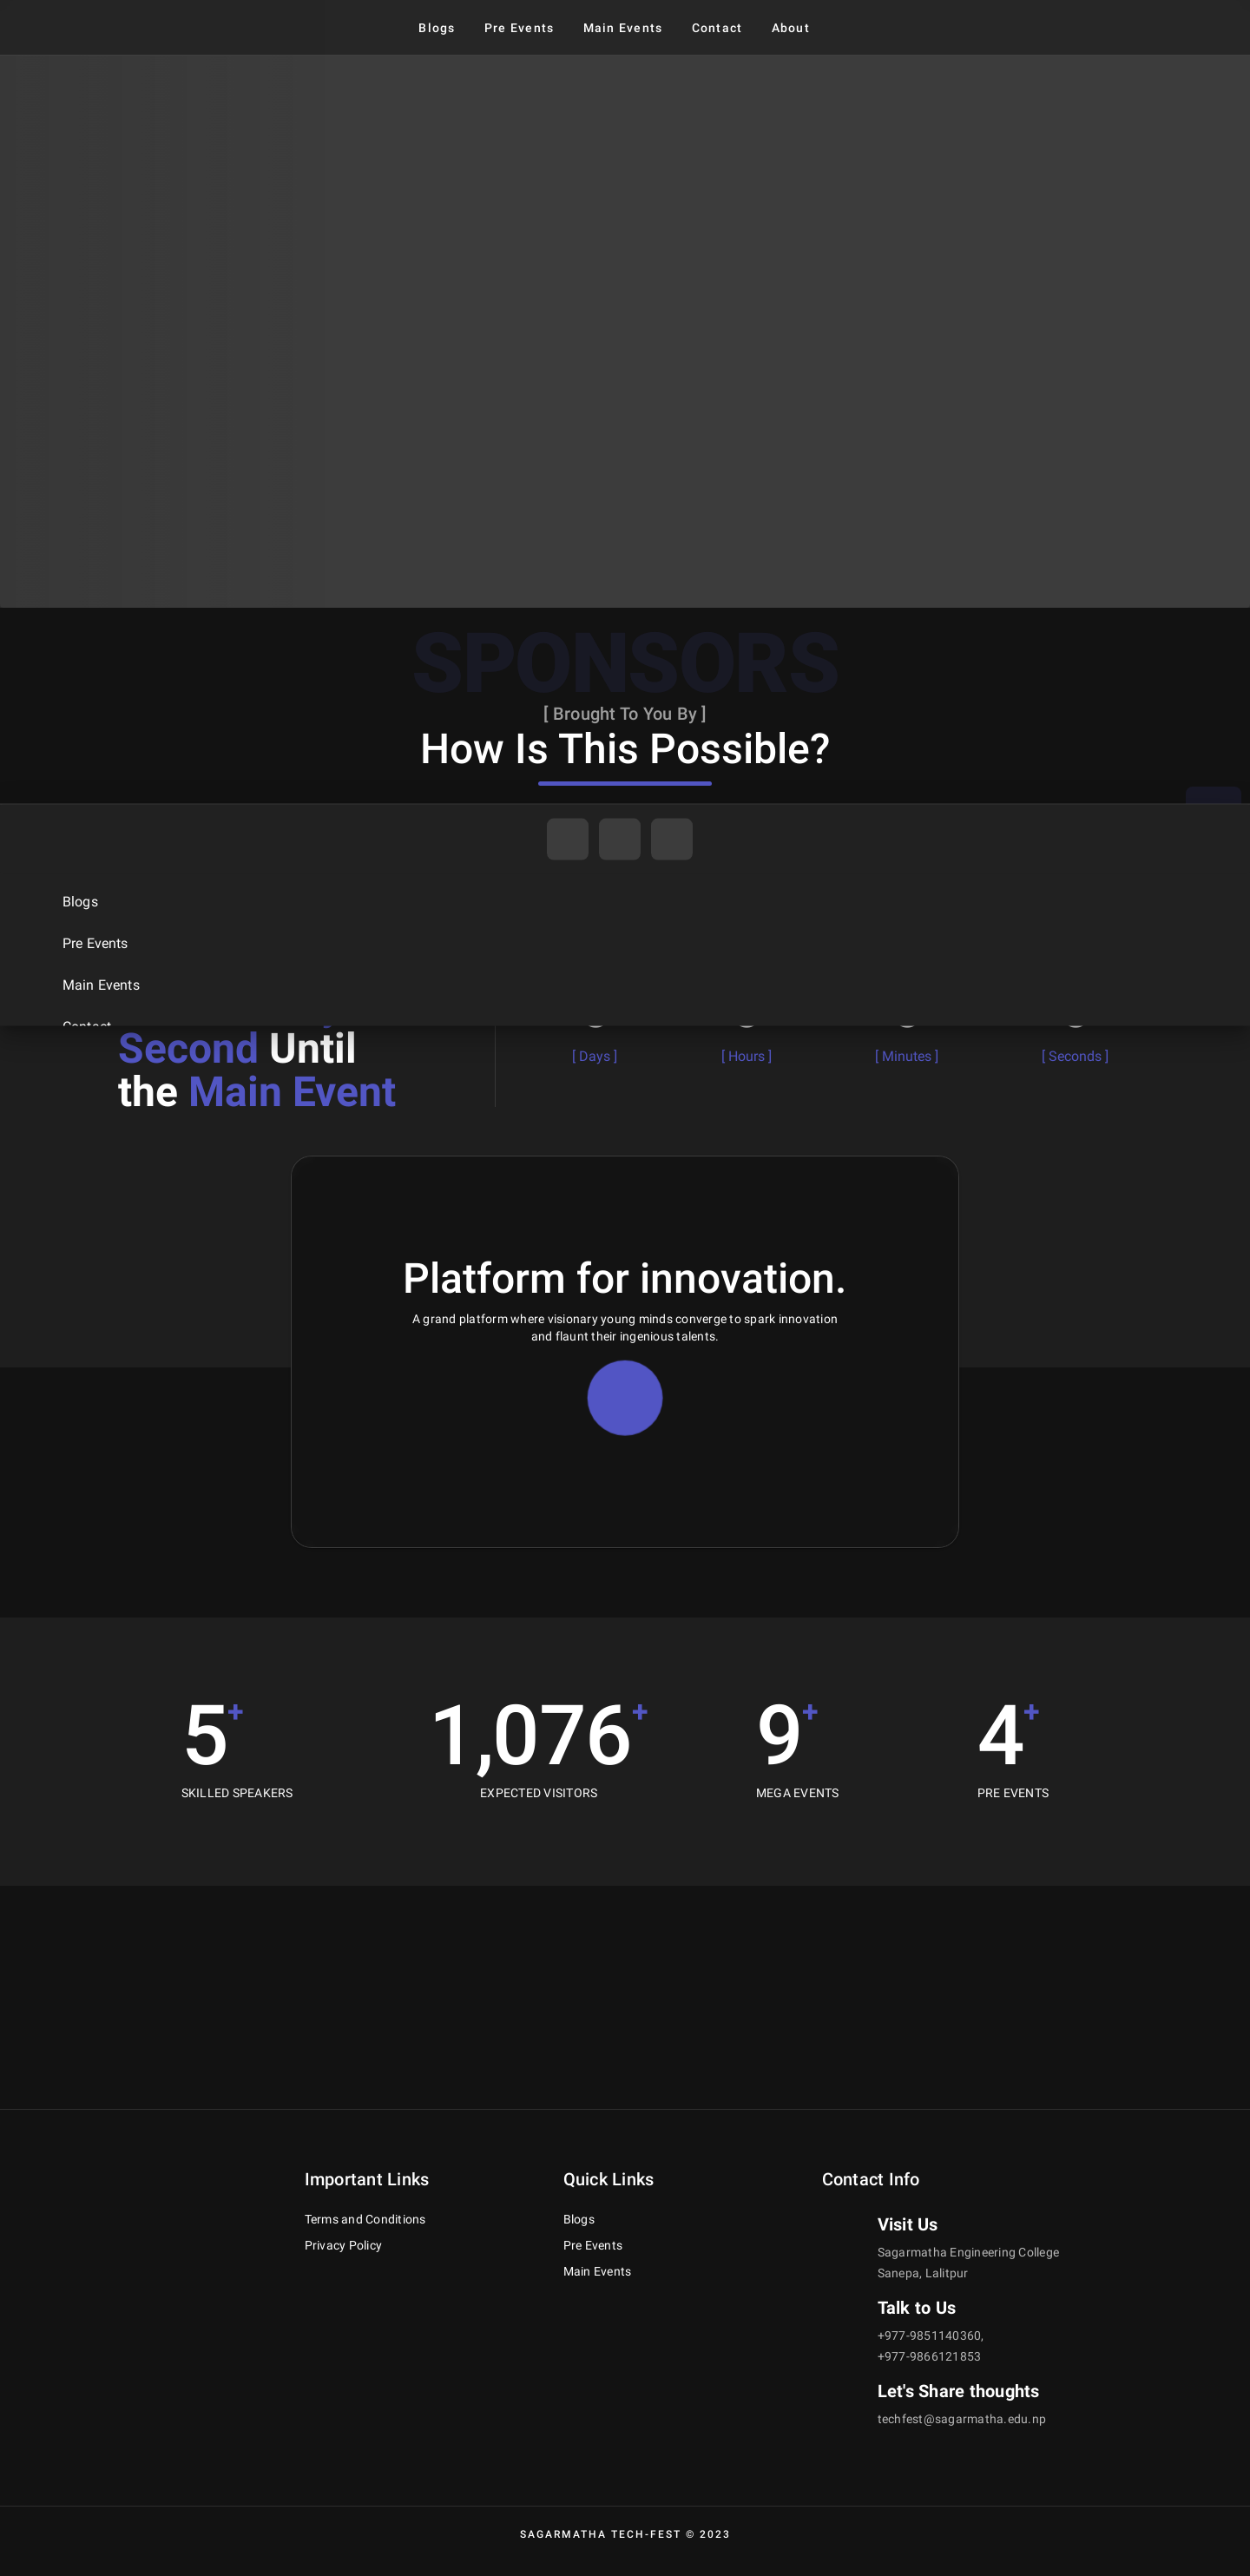 Blogs Pre Events Main Events Contact About
SPONSORS
[ Brought To You By ]
How Is This Possible?
Blogs
Pre Events
Main Events
Contact
Second Until
the Main Event
[ Days ] [ Hours ] [ Minutes ] [ Seconds ]
Platform for innovation.
A grand platform where visionary young minds converge to spark innovation
and flaunt their ingenious talents.
5+ 1,076+ 9+ 4+
SKILLED SPEAKERS EXPECTED VISITORS MEGA EVENTS PRE EVENTS
Important Links
Terms and Conditions
Privacy Policy
Quick Links
Blogs
Pre Events
Main Events
Contact Info
Visit Us
Sagarmatha Engineering College
Sanepa, Lalitpur
Talk to Us
+977-9851140360,
+977-9866121853
Let's Share thoughts
techfest@sagarmatha.edu.np
SAGARMATHA TECH-FEST © 2023